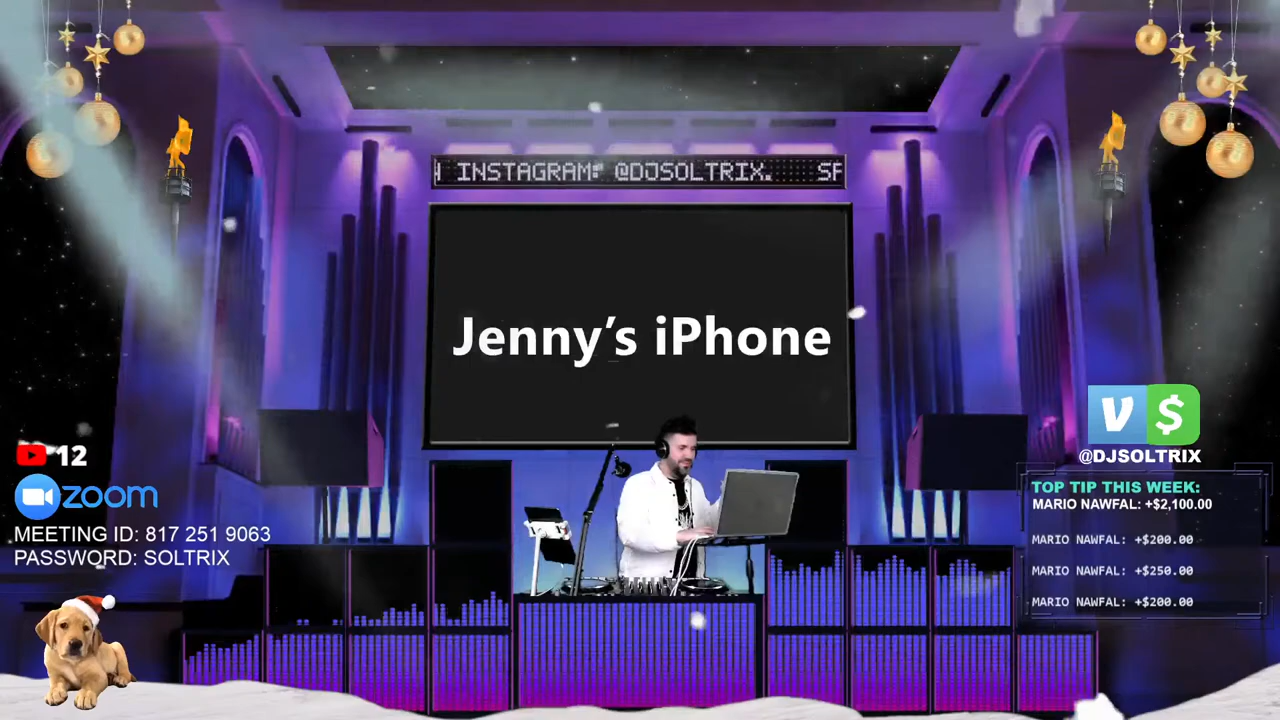 INSTAGRAM: @DJSOLTRIX. SF
Jenny's iPhone
12
zoom
MEETING ID: 817 251 9063
PASSWORD: SOLTRIX
V $
@DJSOLTRIX
TOP TIP THIS WEEK:
MARIO NAWFAL: +$2,100.00
MARIO NAWFAL: +$200.00
MARIO NAWFAL: +$250.00
MARIO NAWFAL: +$200.00